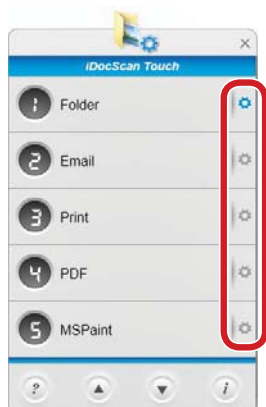 iDocScan Touch
1 Folder
2 Email
3 Print
4 PDF
5 MSPaint
? i